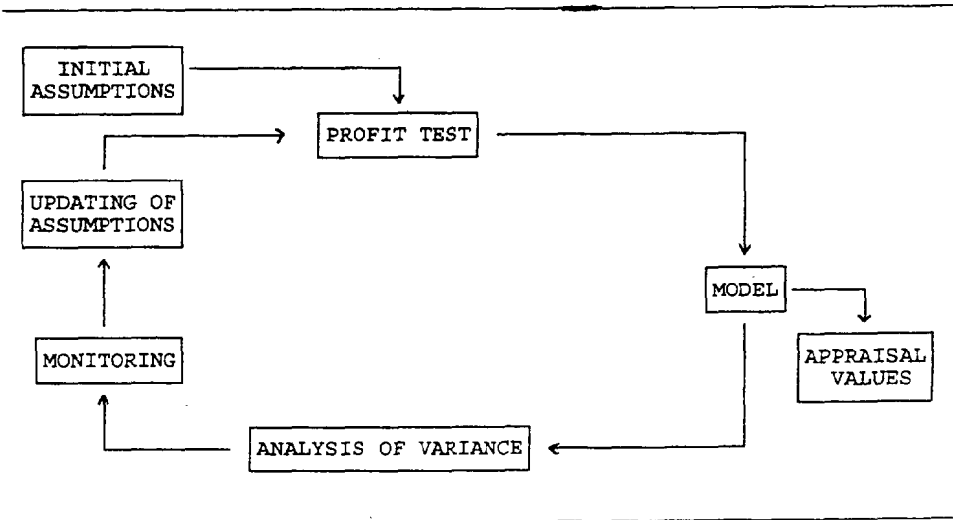 INITIAL
ASSUMPTIONS
PROFIT TEST
UPDATING OF
ASSUMPTIONS
MODEL
MONITORING
APPRAISAL
VALUES
ANALYSIS OF VARIANCE